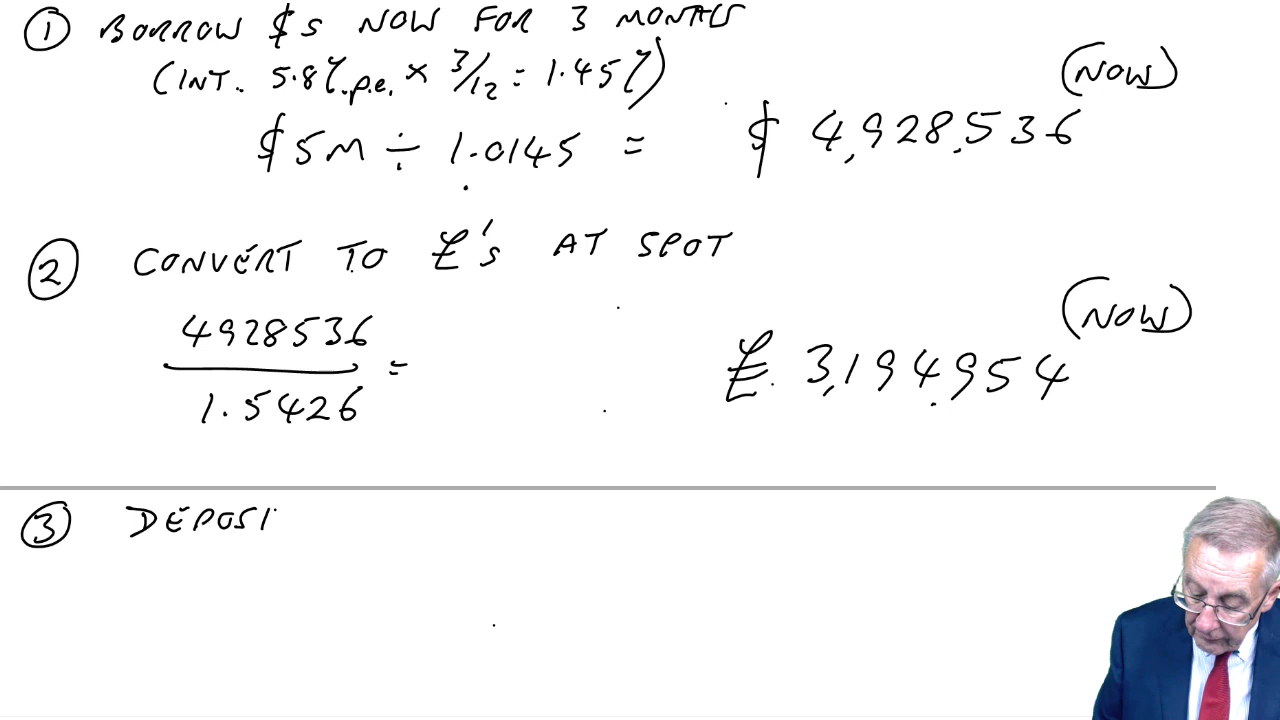 ① BORROW $s NOW FOR 3 MONTHS
(INT. 5.8% p.e. × 3/12 = 1.45%)
(NOW)
$5M ÷ 1.0145 = $ 4,928,536
② CONVERT TO £'s AT SPOT
(NOW)
4928536
1.5426
= £ 3,194,954
③ DEPOSI